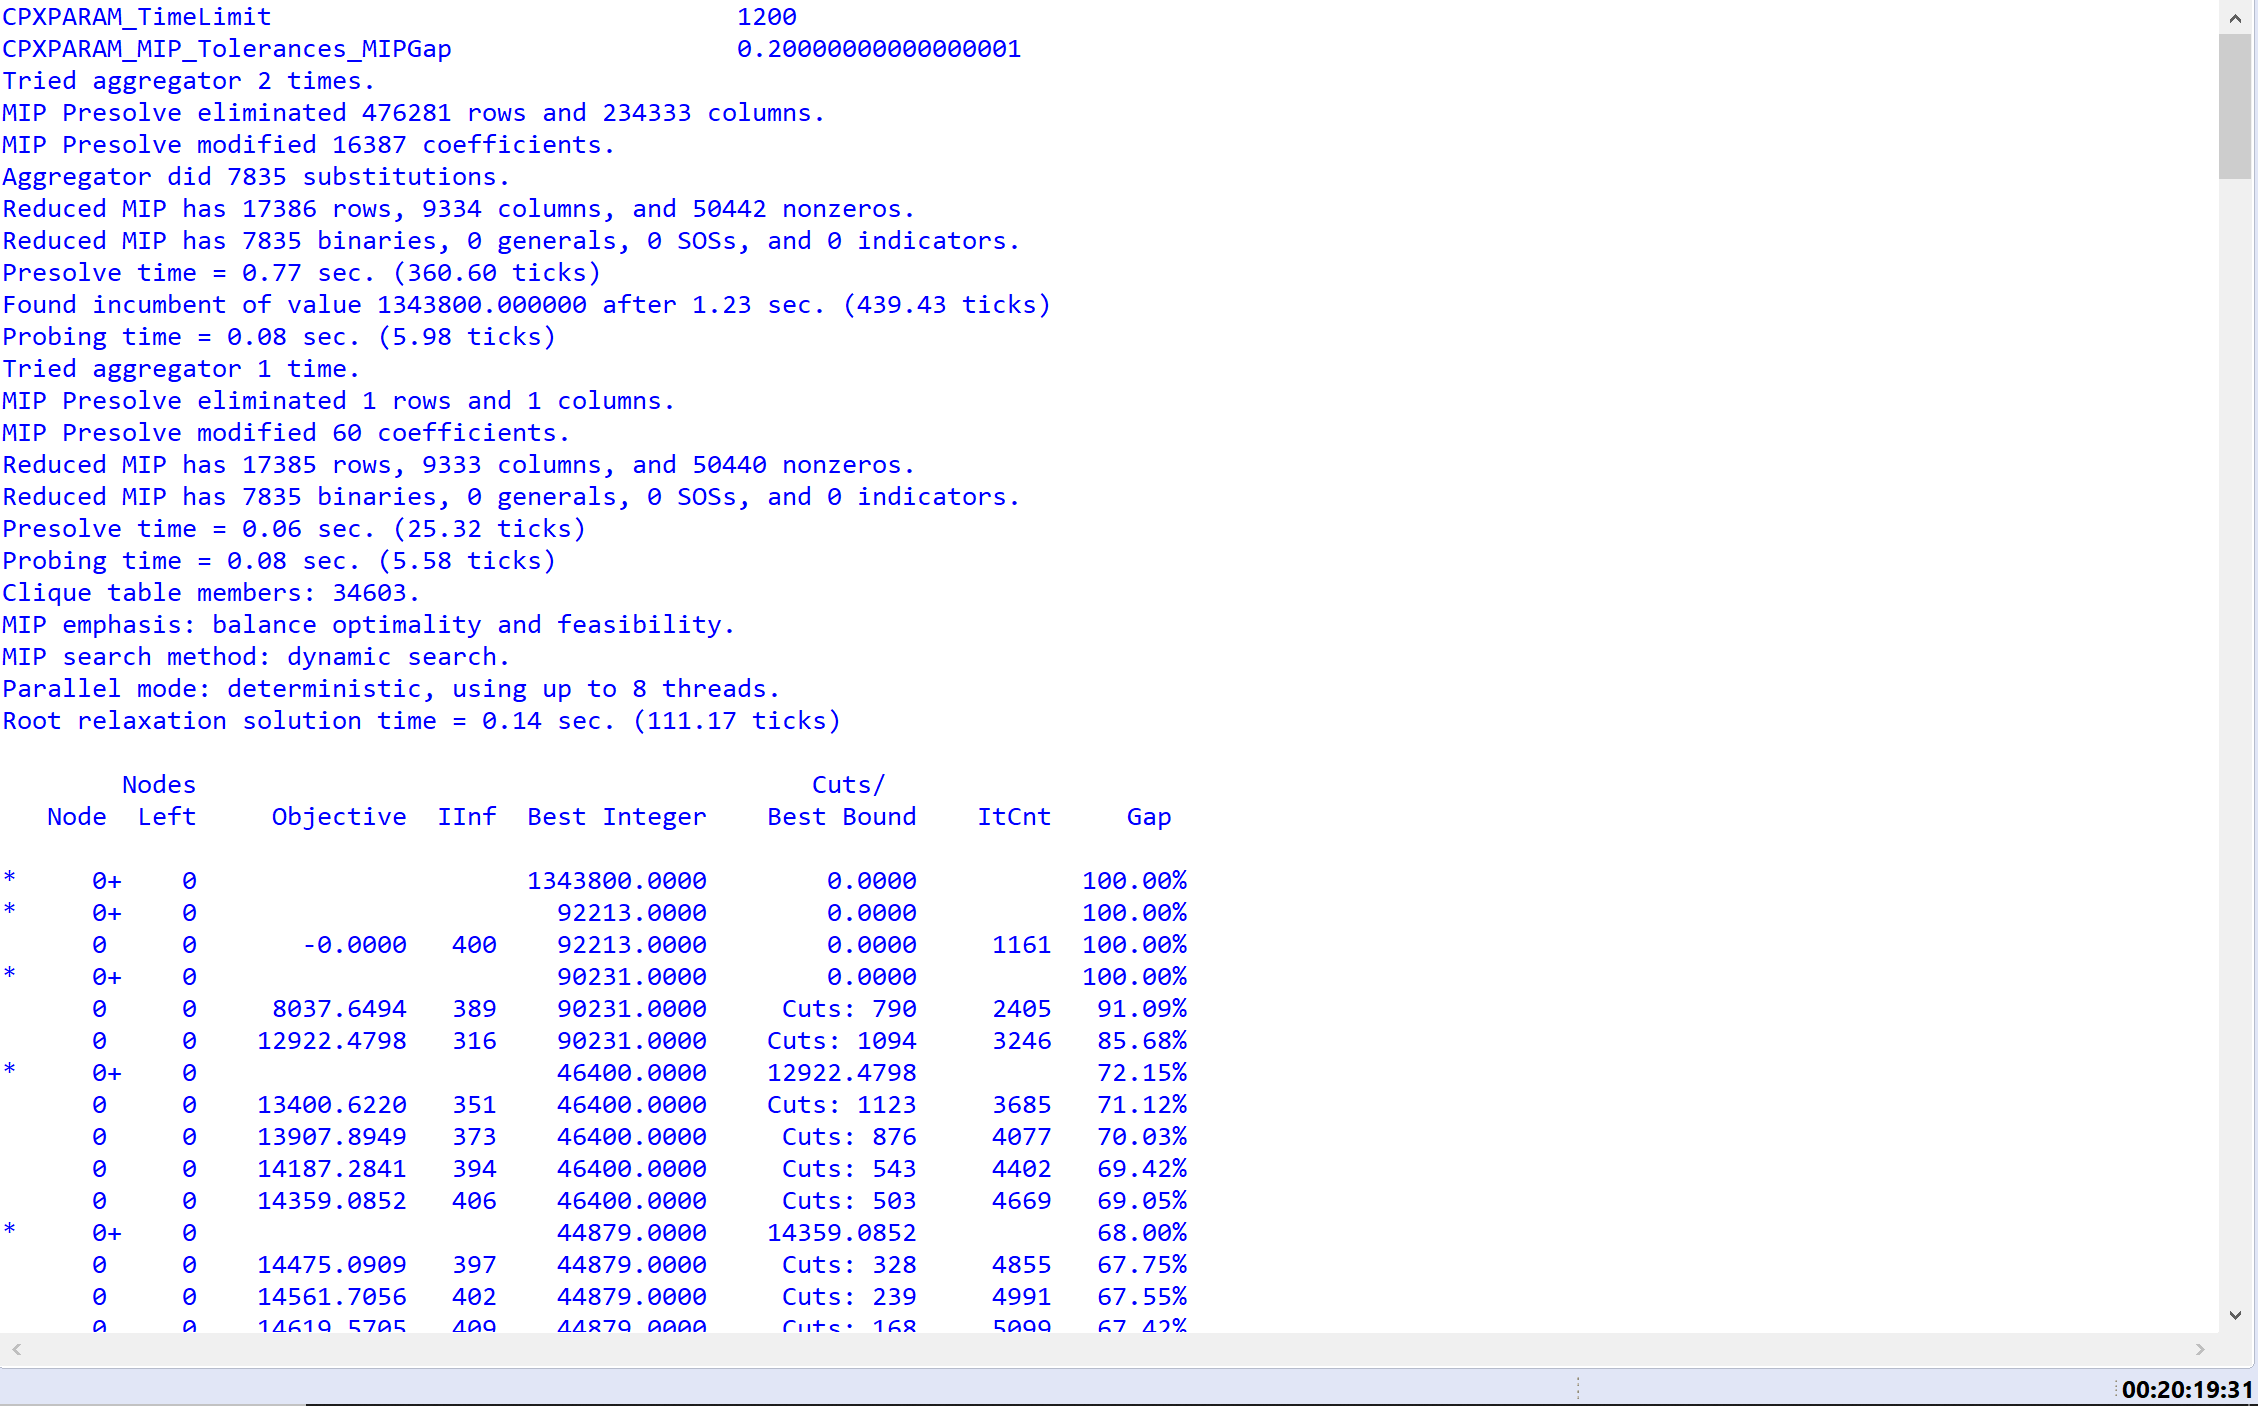 CPXPARAM_TimeLimit                               1200
CPXPARAM_MIP_Tolerances_MIPGap                   0.20000000000000001
Tried aggregator 2 times.
MIP Presolve eliminated 476281 rows and 234333 columns.
MIP Presolve modified 16387 coefficients.
Aggregator did 7835 substitutions.
Reduced MIP has 17386 rows, 9334 columns, and 50442 nonzeros.
Reduced MIP has 7835 binaries, 0 generals, 0 SOSs, and 0 indicators.
Presolve time = 0.77 sec. (360.60 ticks)
Found incumbent of value 1343800.000000 after 1.23 sec. (439.43 ticks)
Probing time = 0.08 sec. (5.98 ticks)
Tried aggregator 1 time.
MIP Presolve eliminated 1 rows and 1 columns.
MIP Presolve modified 60 coefficients.
Reduced MIP has 17385 rows, 9333 columns, and 50440 nonzeros.
Reduced MIP has 7835 binaries, 0 generals, 0 SOSs, and 0 indicators.
Presolve time = 0.06 sec. (25.32 ticks)
Probing time = 0.08 sec. (5.58 ticks)
Clique table members: 34603.
MIP emphasis: balance optimality and feasibility.
MIP search method: dynamic search.
Parallel mode: deterministic, using up to 8 threads.
Root relaxation solution time = 0.14 sec. (111.17 ticks)
        Nodes                                         Cuts/
   Node  Left     Objective  IInf  Best Integer    Best Bound    ItCnt     Gap
*     0+    0                      1343800.0000        0.0000           100.00%
*     0+    0                        92213.0000        0.0000           100.00%
      0     0       -0.0000   400    92213.0000        0.0000     1161  100.00%
*     0+    0                        90231.0000        0.0000           100.00%
      0     0     8037.6494   389    90231.0000     Cuts: 790     2405   91.09%
      0     0    12922.4798   316    90231.0000    Cuts: 1094     3246   85.68%
*     0+    0                        46400.0000    12922.4798            72.15%
      0     0    13400.6220   351    46400.0000    Cuts: 1123     3685   71.12%
      0     0    13907.8949   373    46400.0000     Cuts: 876     4077   70.03%
      0     0    14187.2841   394    46400.0000     Cuts: 543     4402   69.42%
      0     0    14359.0852   406    46400.0000     Cuts: 503     4669   69.05%
*     0+    0                        44879.0000    14359.0852            68.00%
      0     0    14475.0909   397    44879.0000     Cuts: 328     4855   67.75%
      0     0    14561.7056   402    44879.0000     Cuts: 239     4991   67.55%
      0     0    14619.5705   409    44879.0000     Cuts: 168     5099   67.42%
00:20:19:31